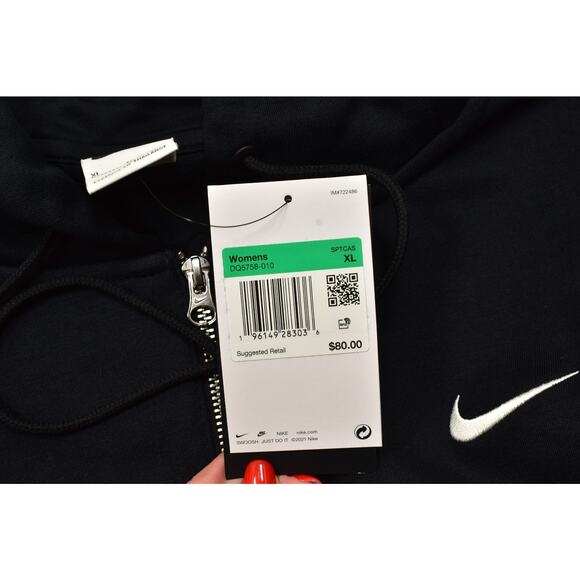 XL
IM#722486
Womens
DQ5758-010
SPTCAS
XL
1 96149 28303 6
Suggested Retail
$80.00
NIKE nike.com
SWOOSH JUST DO IT ©2021 Nike